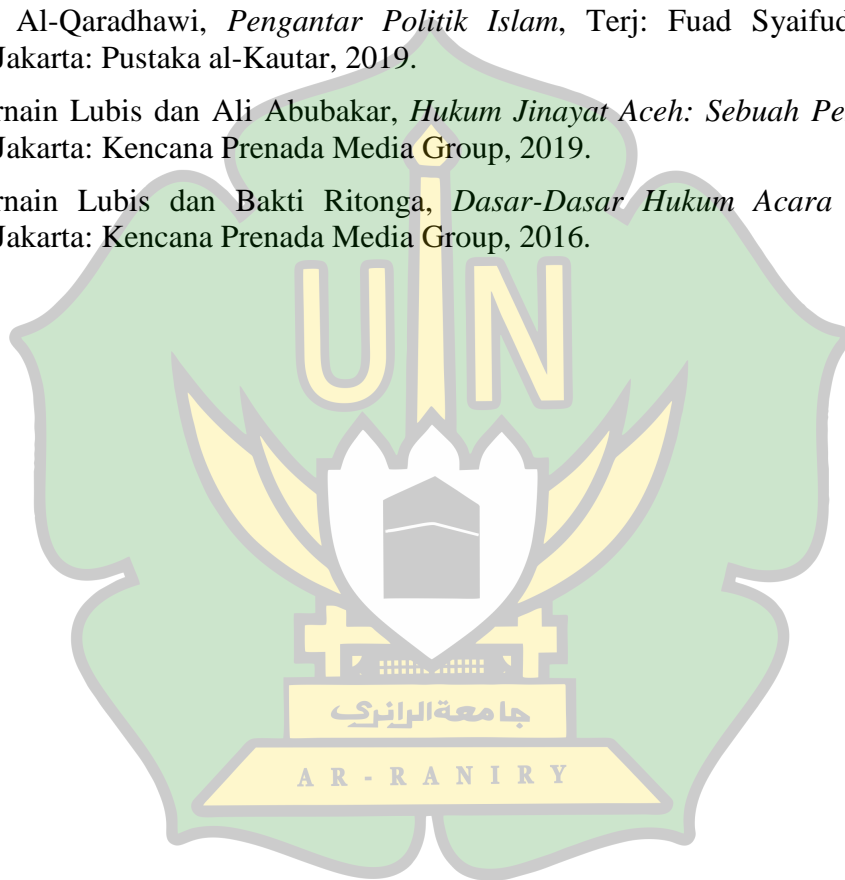 Al-Qaradhawi, Pengantar Politik Islam, Terj: Fuad Syaifud
Jakarta: Pustaka al-Kautar, 2019.
rnain Lubis dan Ali Abubakar, Hukum Jinayat Aceh: Sebuah Pe
Jakarta: Kencana Prenada Media Group, 2019.
rnain Lubis dan Bakti Ritonga, Dasar-Dasar Hukum Acara
Jakarta: Kencana Prenada Media Group, 2016.
UIN
جامعة الرانري
AR-RANIRY